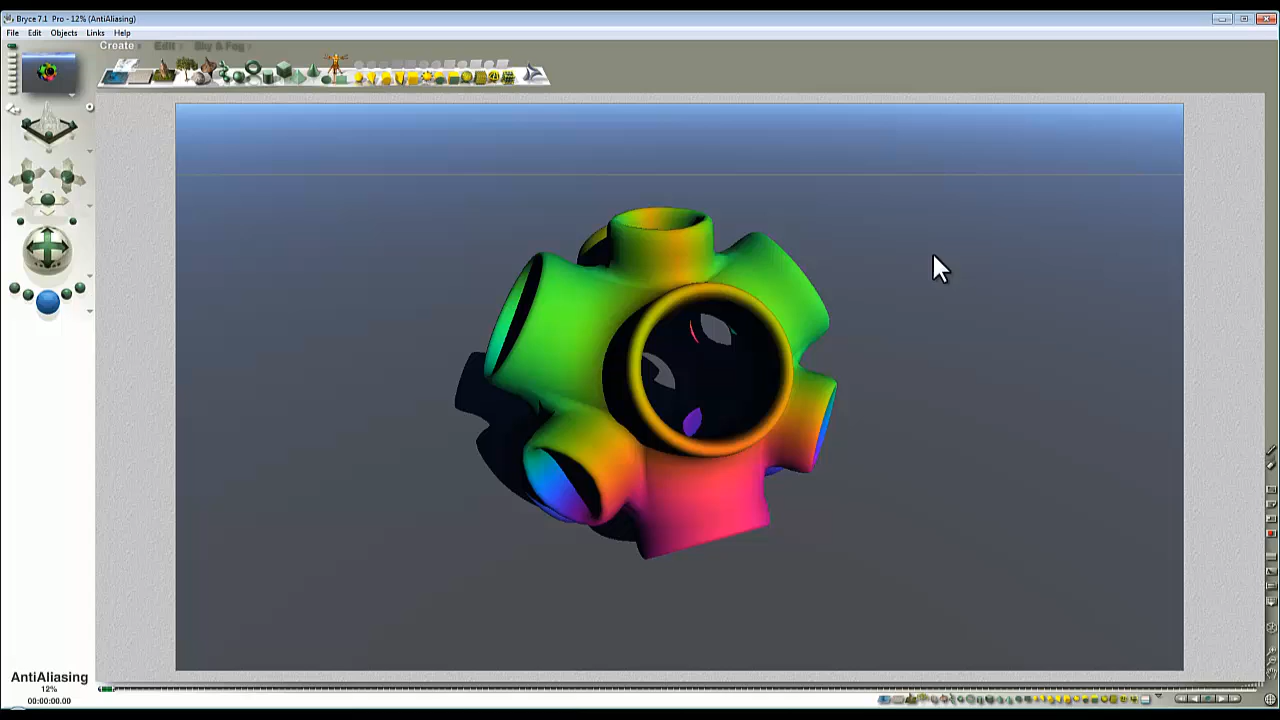 Bryce 7.1 Pro - 12% (AntiAliasing)
File Edit Objects Links Help
Create Edit Sky & Fog
AntiAliasing
12%
00:00:00.00